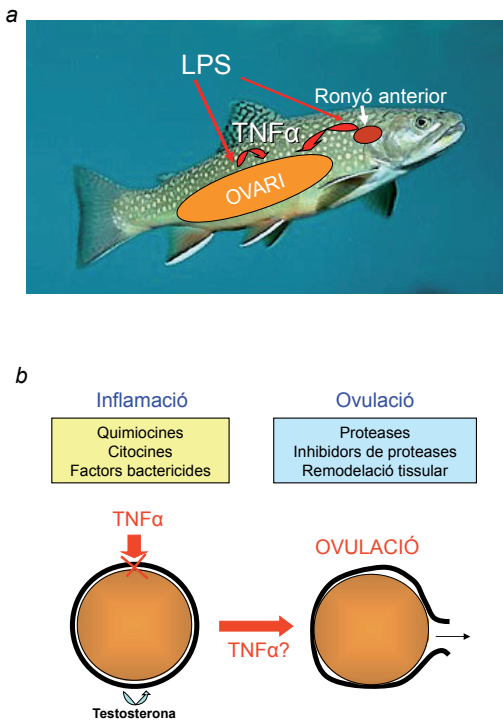 a
LPS
Ronyó anterior
TNFα
OVARI
b
Inflamació
Quimiocines
Citocines
Factors bactericides
Ovulació
Proteases
Inhibidors de proteases
Remodelació tissular
TNFα
OVULACIÓ
TNFα?
Testosterona